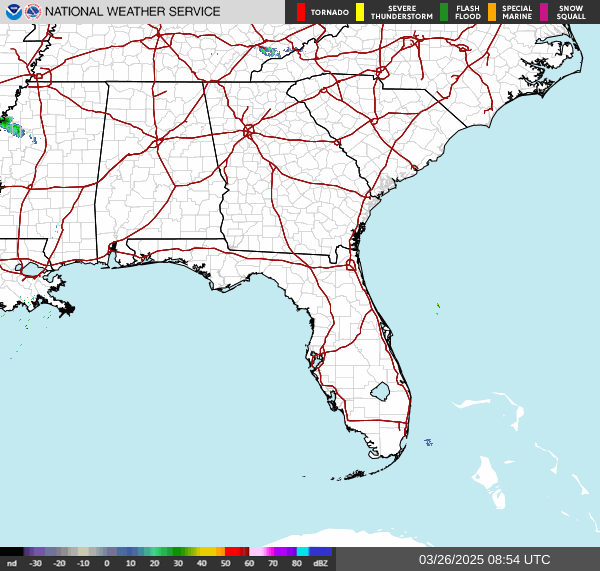 NATIONAL WEATHER SERVICE
TORNADO
SEVERE
THUNDERSTORM
FLASH
FLOOD
SPECIAL
MARINE
SNOW
SQUALL
nd -30 -20 -10 0 10 20 30 40 50 60 70 80 dBZ
03/26/2025 08:54 UTC